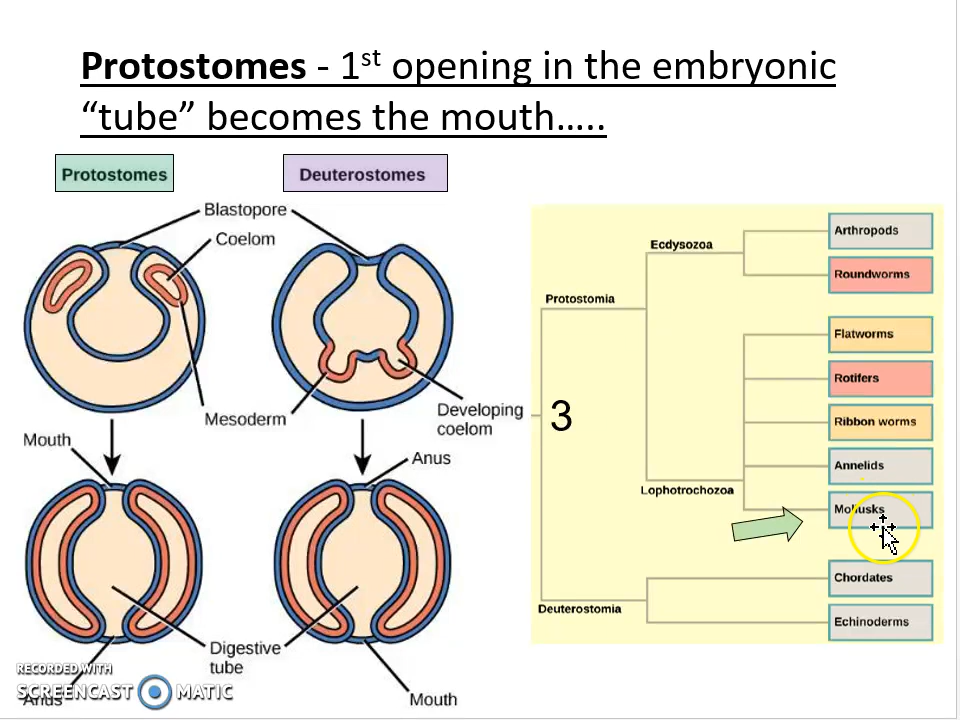 Protostomes - 1st opening in the embryonic
“tube” becomes the mouth…..
Protostomes
Deuterostomes
Blastopore
Coelom
Mesoderm
Developing
coelom
Mouth
Anus
Digestive
tube
Anus
Mouth
Ecdysozoa
Protostomia
3
Lophotrochozoa
Deuterostomia
Arthropods
Roundworms
Flatworms
Rotifers
Ribbon worms
Annelids
Mollusks
Chordates
Echinoderms
RECORDED WITH
SCREENCAST MATIC